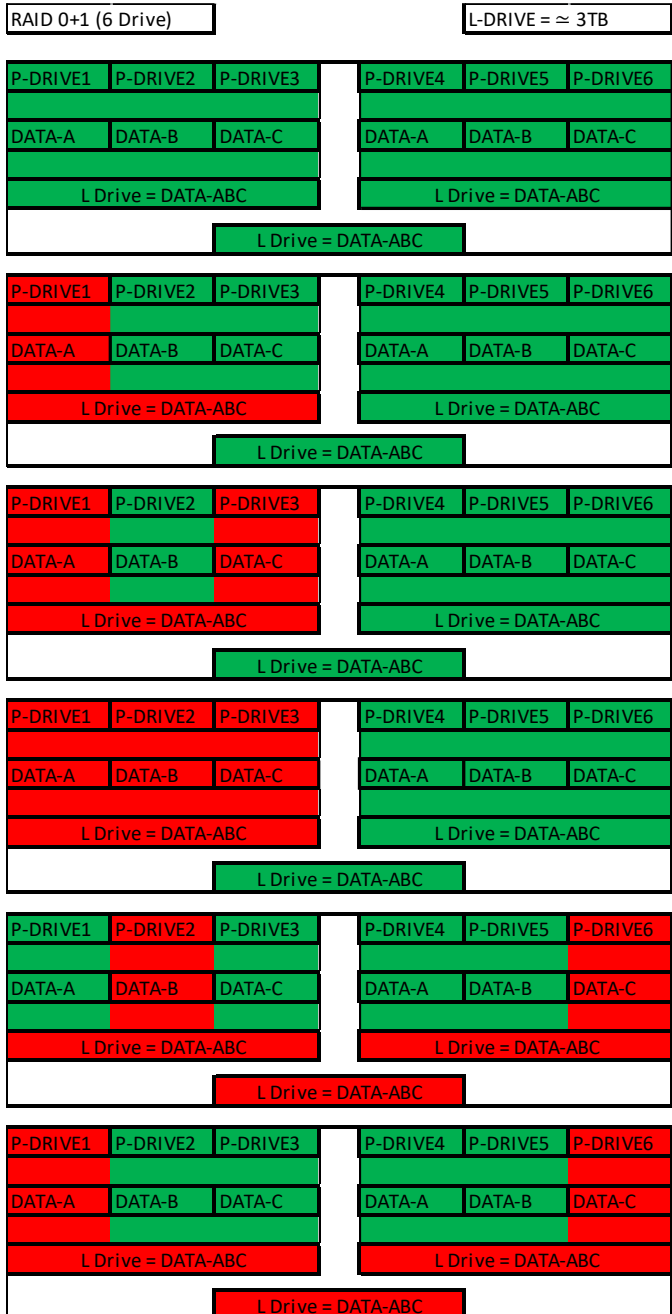 RAID 0+1 (6 Drive) L-DRIVE = ≃ 3TB
P-DRIVE1 P-DRIVE2 P-DRIVE3 P-DRIVE4 P-DRIVE5 P-DRIVE6
DATA-A DATA-B DATA-C DATA-A DATA-B DATA-C
L Drive = DATA-ABC L Drive = DATA-ABC
L Drive = DATA-ABC
P-DRIVE1 P-DRIVE2 P-DRIVE3 P-DRIVE4 P-DRIVE5 P-DRIVE6
DATA-A DATA-B DATA-C DATA-A DATA-B DATA-C
L Drive = DATA-ABC L Drive = DATA-ABC
L Drive = DATA-ABC
P-DRIVE1 P-DRIVE2 P-DRIVE3 P-DRIVE4 P-DRIVE5 P-DRIVE6
DATA-A DATA-B DATA-C DATA-A DATA-B DATA-C
L Drive = DATA-ABC L Drive = DATA-ABC
L Drive = DATA-ABC
P-DRIVE1 P-DRIVE2 P-DRIVE3 P-DRIVE4 P-DRIVE5 P-DRIVE6
DATA-A DATA-B DATA-C DATA-A DATA-B DATA-C
L Drive = DATA-ABC L Drive = DATA-ABC
L Drive = DATA-ABC
P-DRIVE1 P-DRIVE2 P-DRIVE3 P-DRIVE4 P-DRIVE5 P-DRIVE6
DATA-A DATA-B DATA-C DATA-A DATA-B DATA-C
L Drive = DATA-ABC L Drive = DATA-ABC
L Drive = DATA-ABC
P-DRIVE1 P-DRIVE2 P-DRIVE3 P-DRIVE4 P-DRIVE5 P-DRIVE6
DATA-A DATA-B DATA-C DATA-A DATA-B DATA-C
L Drive = DATA-ABC L Drive = DATA-ABC
L Drive = DATA-ABC